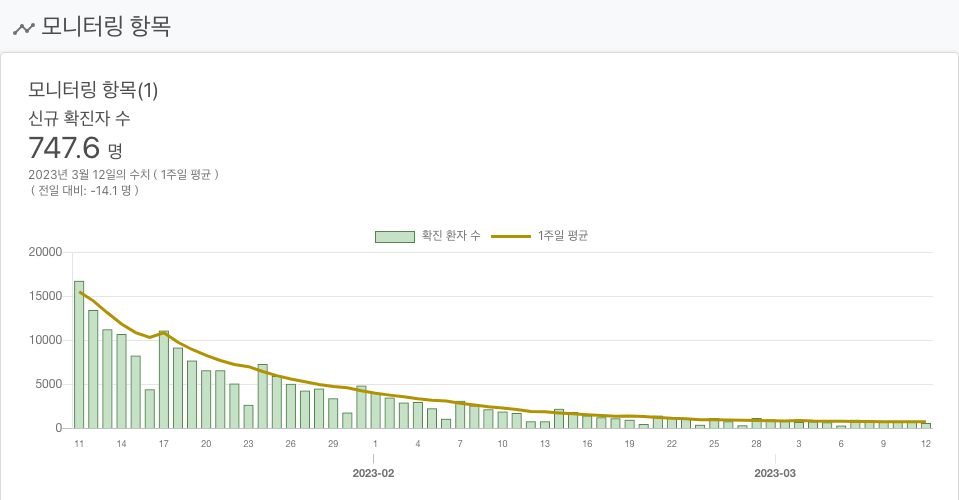 모니터링 항목
모니터링 항목(1)
신규 확진자 수
747.6 명
2023년 3월 12일의 수치 ( 1주일 평균 )
( 전일 대비: -14.1 명 )
확진 환자 수 1주일 평균
20000
15000
10000
5000
0
11 14 17 20 23 26 29 1 4 7 10 13 16 19 22 25 28 3 6 9 12
2023-02 2023-03